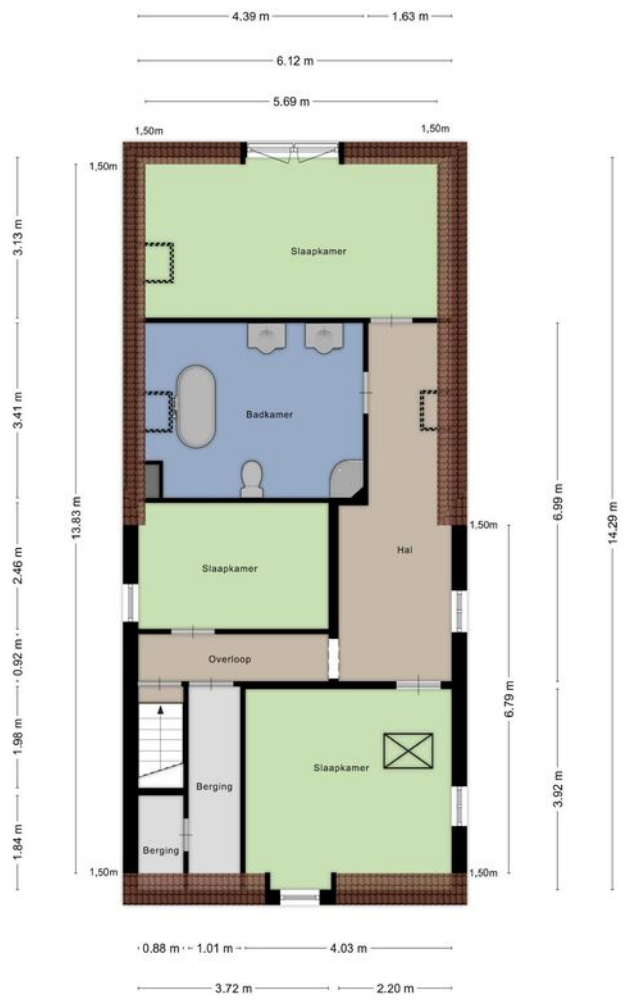 4.39 m
1.63 m
6.12 m
5.69 m
1,50m
1,50m
1,50m
3.13 m
Slaapkamer
3.41 m
Badkamer
13.83 m
6.99 m
14.29 m
1,50m
Hal
2.46 m
Slaapkamer
0.92 m
Overloop
6.79 m
1.98 m
Slaapkamer
3.92 m
Berging
1.84 m
Berging
1,50m
1,50m
0.88 m
1.01 m
4.03 m
3.72 m
2.20 m